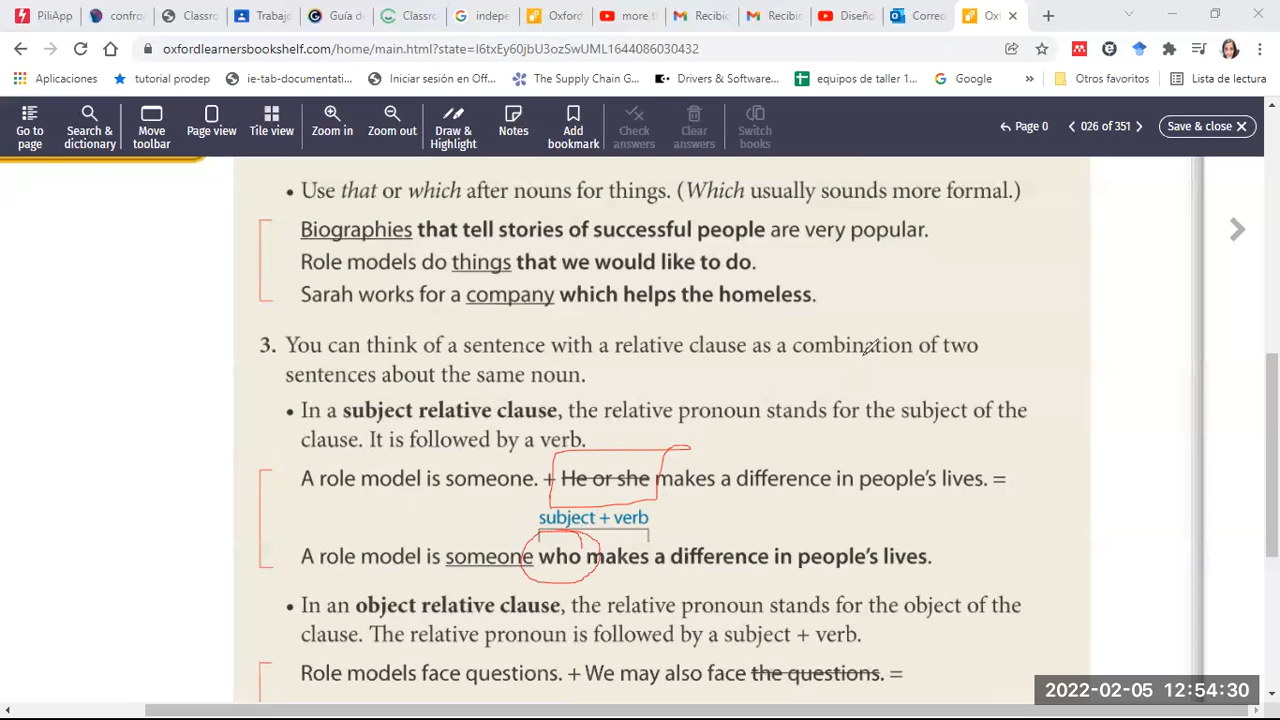 PiliApp
confrop
Classro
Trabajo
Guía de
Classro
indepe
Oxford
more th
Recibid
Recibid
Diseño
Correo
Oxf
oxfordlearnersbookshelf.com/home/main.html?state=I6txEy60jbU3ozSwUML1644086030432
Aplicaciones
tutorial prodep
ie-tab-documentati...
Iniciar sesión en Off...
The Supply Chain G...
Drivers & Software...
equipos de taller 1...
Google
»
Otros favoritos
Lista de lectura
Go to page
Search & dictionary
Move toolbar
Page view
Tile view
Zoom in
Zoom out
Draw & Highlight
Notes
Add bookmark
Check answers
Clear answers
Switch books
Page 0
026 of 351
Save & close X
• Use that or which after nouns for things. (Which usually sounds more formal.)
Biographies that tell stories of successful people are very popular.
Role models do things that we would like to do.
Sarah works for a company which helps the homeless.
3. You can think of a sentence with a relative clause as a combination of two
sentences about the same noun.
• In a subject relative clause, the relative pronoun stands for the subject of the
clause. It is followed by a verb.
A role model is someone. + He or she makes a difference in people's lives. =
subject + verb
A role model is someone who makes a difference in people's lives.
• In an object relative clause, the relative pronoun stands for the object of the
clause. The relative pronoun is followed by a subject + verb.
Role models face questions. + We may also face the questions. =
2022-02-05 12:54:30